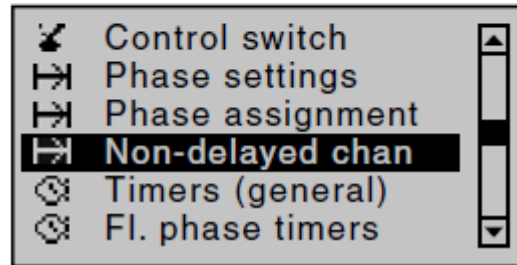 Control switch
Phase settings
Phase assignment
Non-delayed chan
Timers (general)
Fl. phase timers